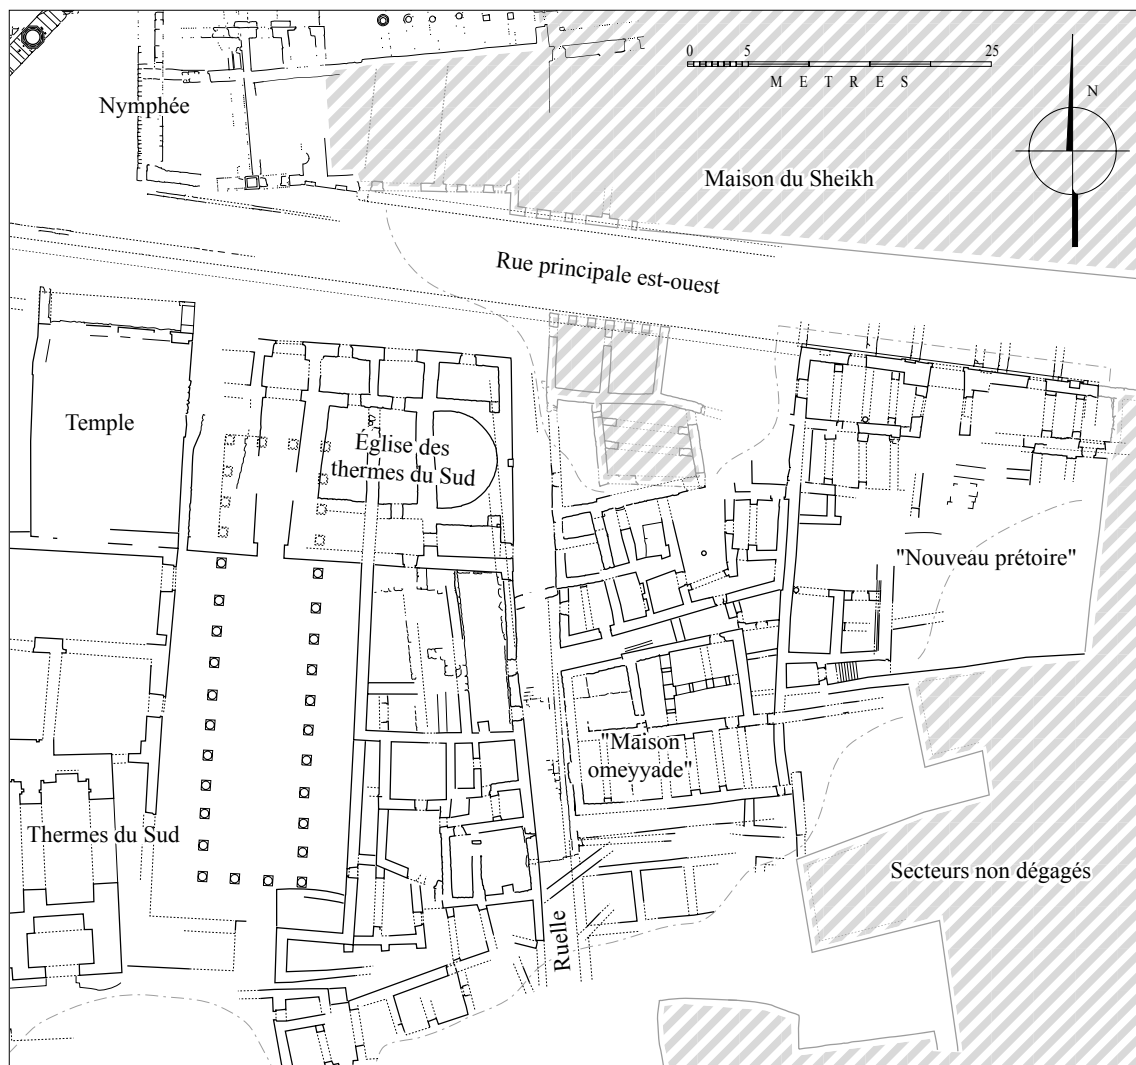 0 5 25
M E T R E S
N
Nymphée
Maison du Sheikh
Rue principale est-ouest
Temple
Église des
thermes du Sud
"Nouveau prétoire"
"Maison
omeyyade"
Thermes du Sud
Secteurs non dégagés
Ruelle